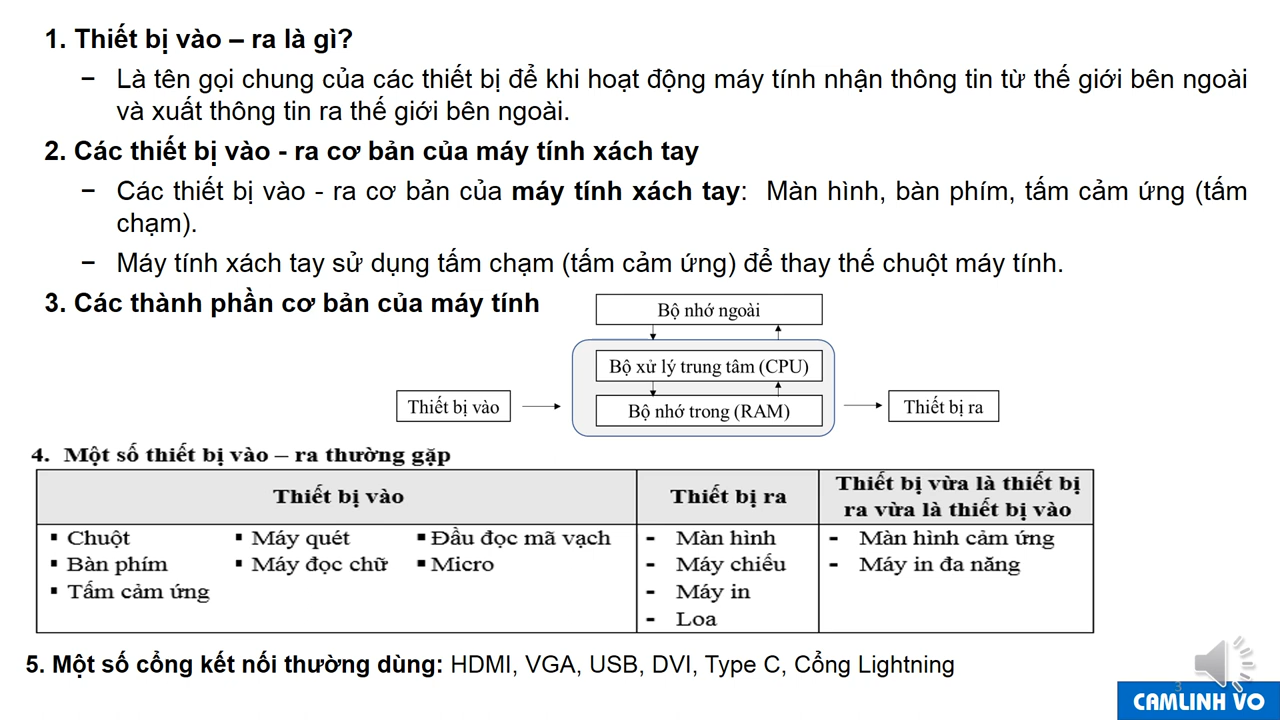 1. Thiết bị vào – ra là gì?
− Là tên gọi chung của các thiết bị để khi hoạt động máy tính nhận thông tin từ thế giới bên ngoài
và xuất thông tin ra thế giới bên ngoài.
2. Các thiết bị vào - ra cơ bản của máy tính xách tay
− Các thiết bị vào - ra cơ bản của máy tính xách tay: Màn hình, bàn phím, tấm cảm ứng (tấm
chạm).
− Máy tính xách tay sử dụng tấm chạm (tấm cảm ứng) để thay thế chuột máy tính.
3. Các thành phần cơ bản của máy tính
Bộ nhớ ngoài
Bộ xử lý trung tâm (CPU)
Thiết bị vào
Bộ nhớ trong (RAM)
Thiết bị ra
4. Một số thiết bị vào – ra thường gặp
Thiết bị vào
Thiết bị ra
Thiết bị vừa là thiết bị
ra vừa là thiết bị vào
▪ Chuột ▪ Máy quét ▪ Đầu đọc mã vạch
▪ Bàn phím ▪ Máy đọc chữ ▪ Micro
▪ Tấm cảm ứng
- Màn hình
- Máy chiếu
- Máy in
- Loa
- Màn hình cảm ứng
- Máy in đa năng
5. Một số cổng kết nối thường dùng: HDMI, VGA, USB, DVI, Type C, Cổng Lightning
3
CAMLINH VO